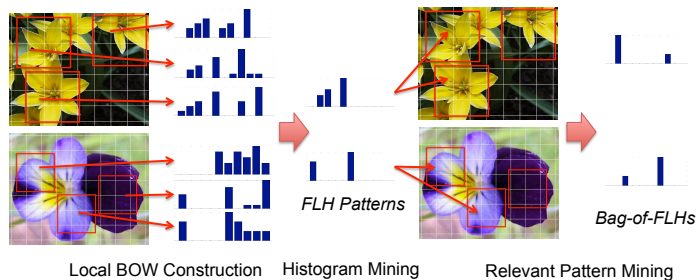 FLH Patterns
Bag-of-FLHs
Local BOW Construction
Histogram Mining
Relevant Pattern Mining